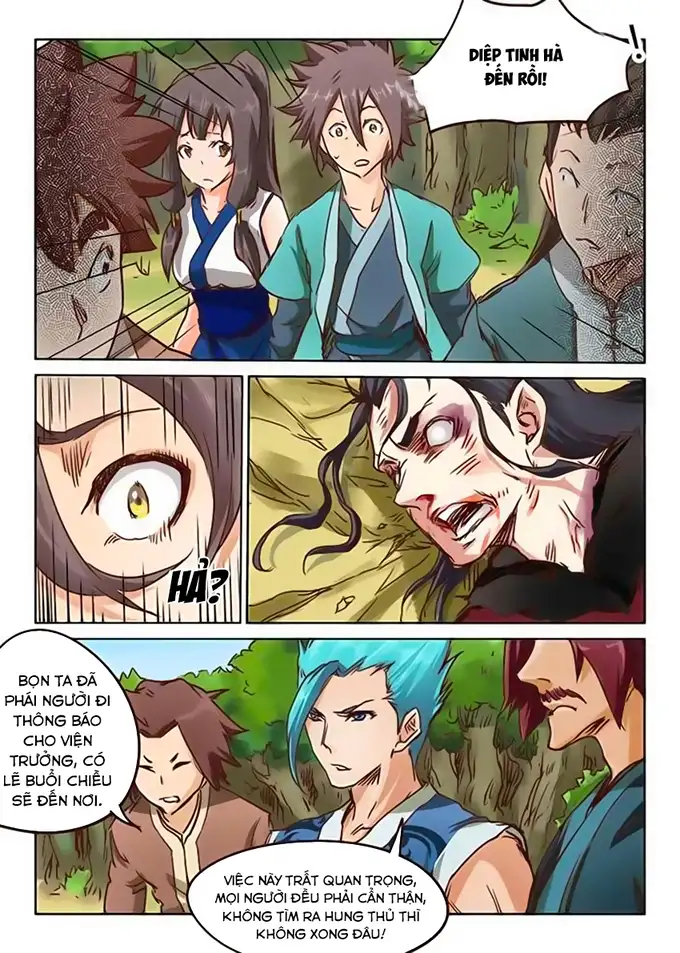 DIỆP TINH HÀ
ĐẾN RỒI!
!
HẢ?
BỌN TA ĐÃ
PHÁI NGƯỜI ĐI
THÔNG BÁO
CHO VIỆN
TRƯỞNG, CÓ
LẼ BUỔI CHIỀU
SẼ ĐẾN NƠI.
VIỆC NÀY TRẤT QUAN TRỌNG,
MỌI NGƯỜI ĐỀU PHẢI CẨN THẬN,
KHÔNG TÌM RA HUNG THỦ THÌ
KHÔNG XONG ĐÂU!